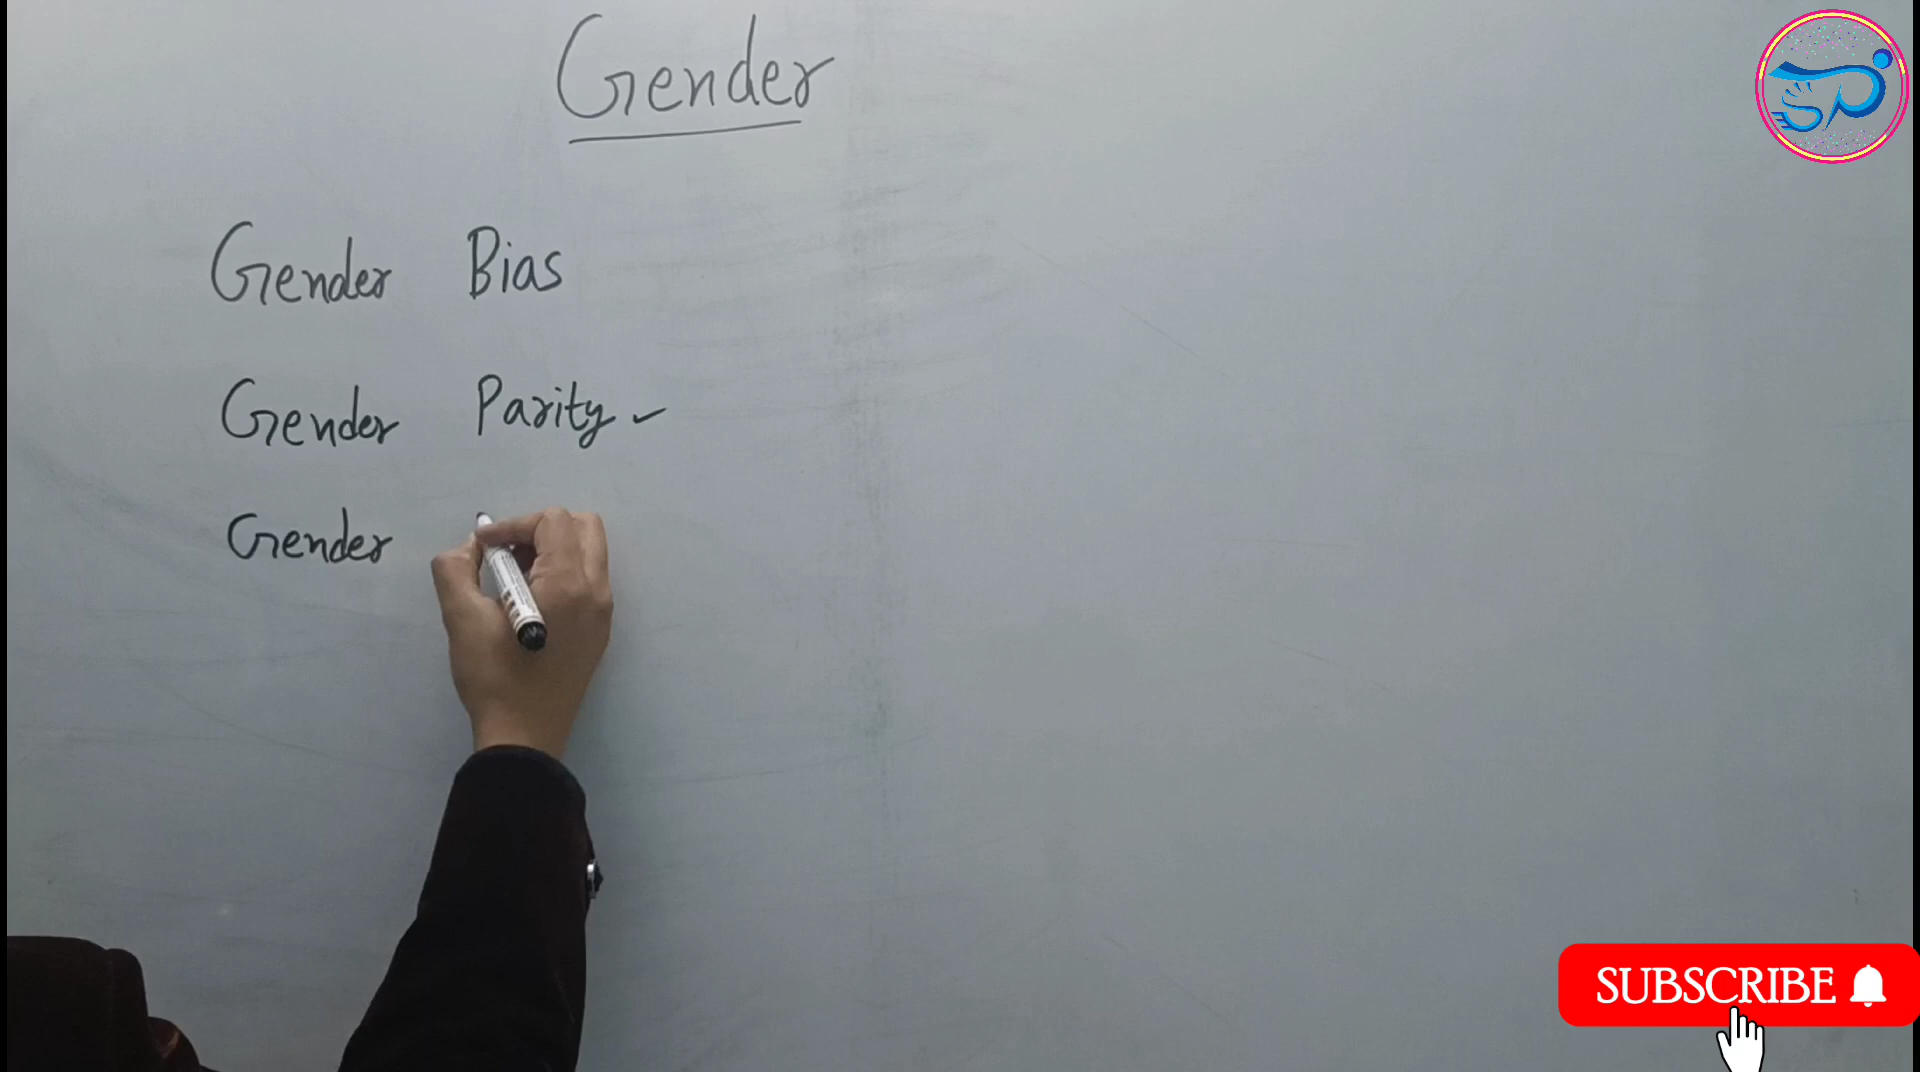 Gender
Gender Bias
Gender Parity
Gender
SUBSCRIBE